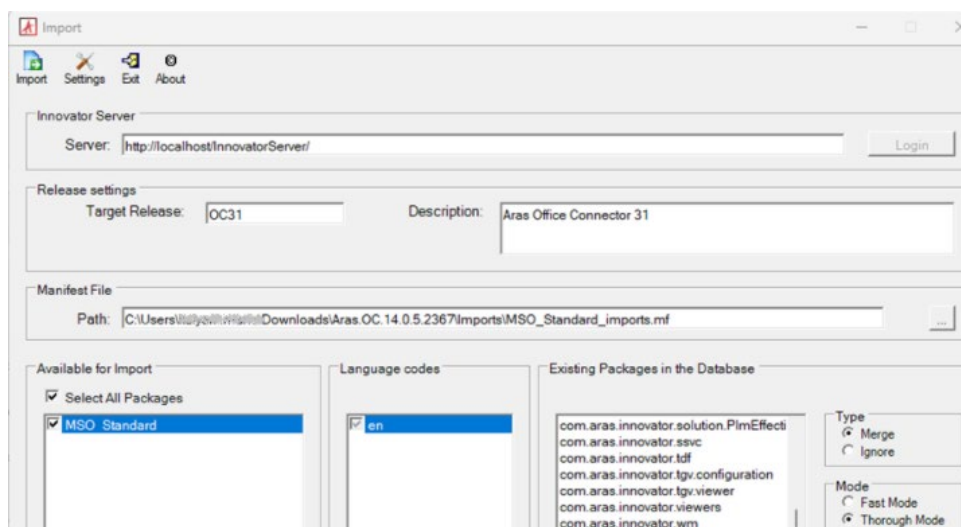 Import
Import Settings Exit About
Innovator Server
Server: http://localhost/InnovatorServer/ Login
Release settings
Target Release: OC31 Description: Aras Office Connector 31
Manifest File
Path: C:\Users\ Downloads\Aras.OC.14.0.5.2367\Imports\MSO_Standard_imports.mf ...
Available for Import Language codes Existing Packages in the Database
Select All Packages
MSO_Standard en com.aras.innovator.solution.PlmEffecti Type
com.aras.innovator.ssvc Merge
com.aras.innovator.tdf Ignore
com.aras.innovator.tgv.configuration
com.aras.innovator.tgv.viewer Mode
com.aras.innovator.viewers Fast Mode
com.aras.innovator.wm Thorough Mode